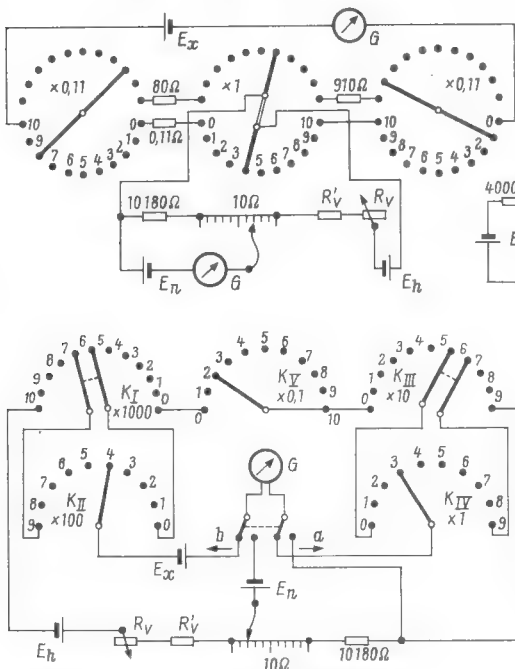 E_x G
×0,11 80Ω ×1 910Ω ×0,11
10 0 0 10 10 0
0,11Ω
9 1 1 9 9 1
8 2 2 8 8 2
7 6 5 4 3 3 5 6 7 7 6 5 4 3
10180Ω 10Ω R'_v R_v 4000
E_n G E_h E
6 5 4 3 4 5 6 5 6
7 3 3 7 4 7
8 2 2 8 3 8
9 K_I 1 1 K_V 9 2 K_III 9
10 ×1000 0 0 ×0,1 10 0 1 ×10
4 G 4 5
5 3 3 6
6 2 2 7
7 K_II 1 b a 1 K_IV 8
8 ×100 0 0 ×1 9
9
E_x E_n
E_h R_v R'_v 10Ω 10180Ω